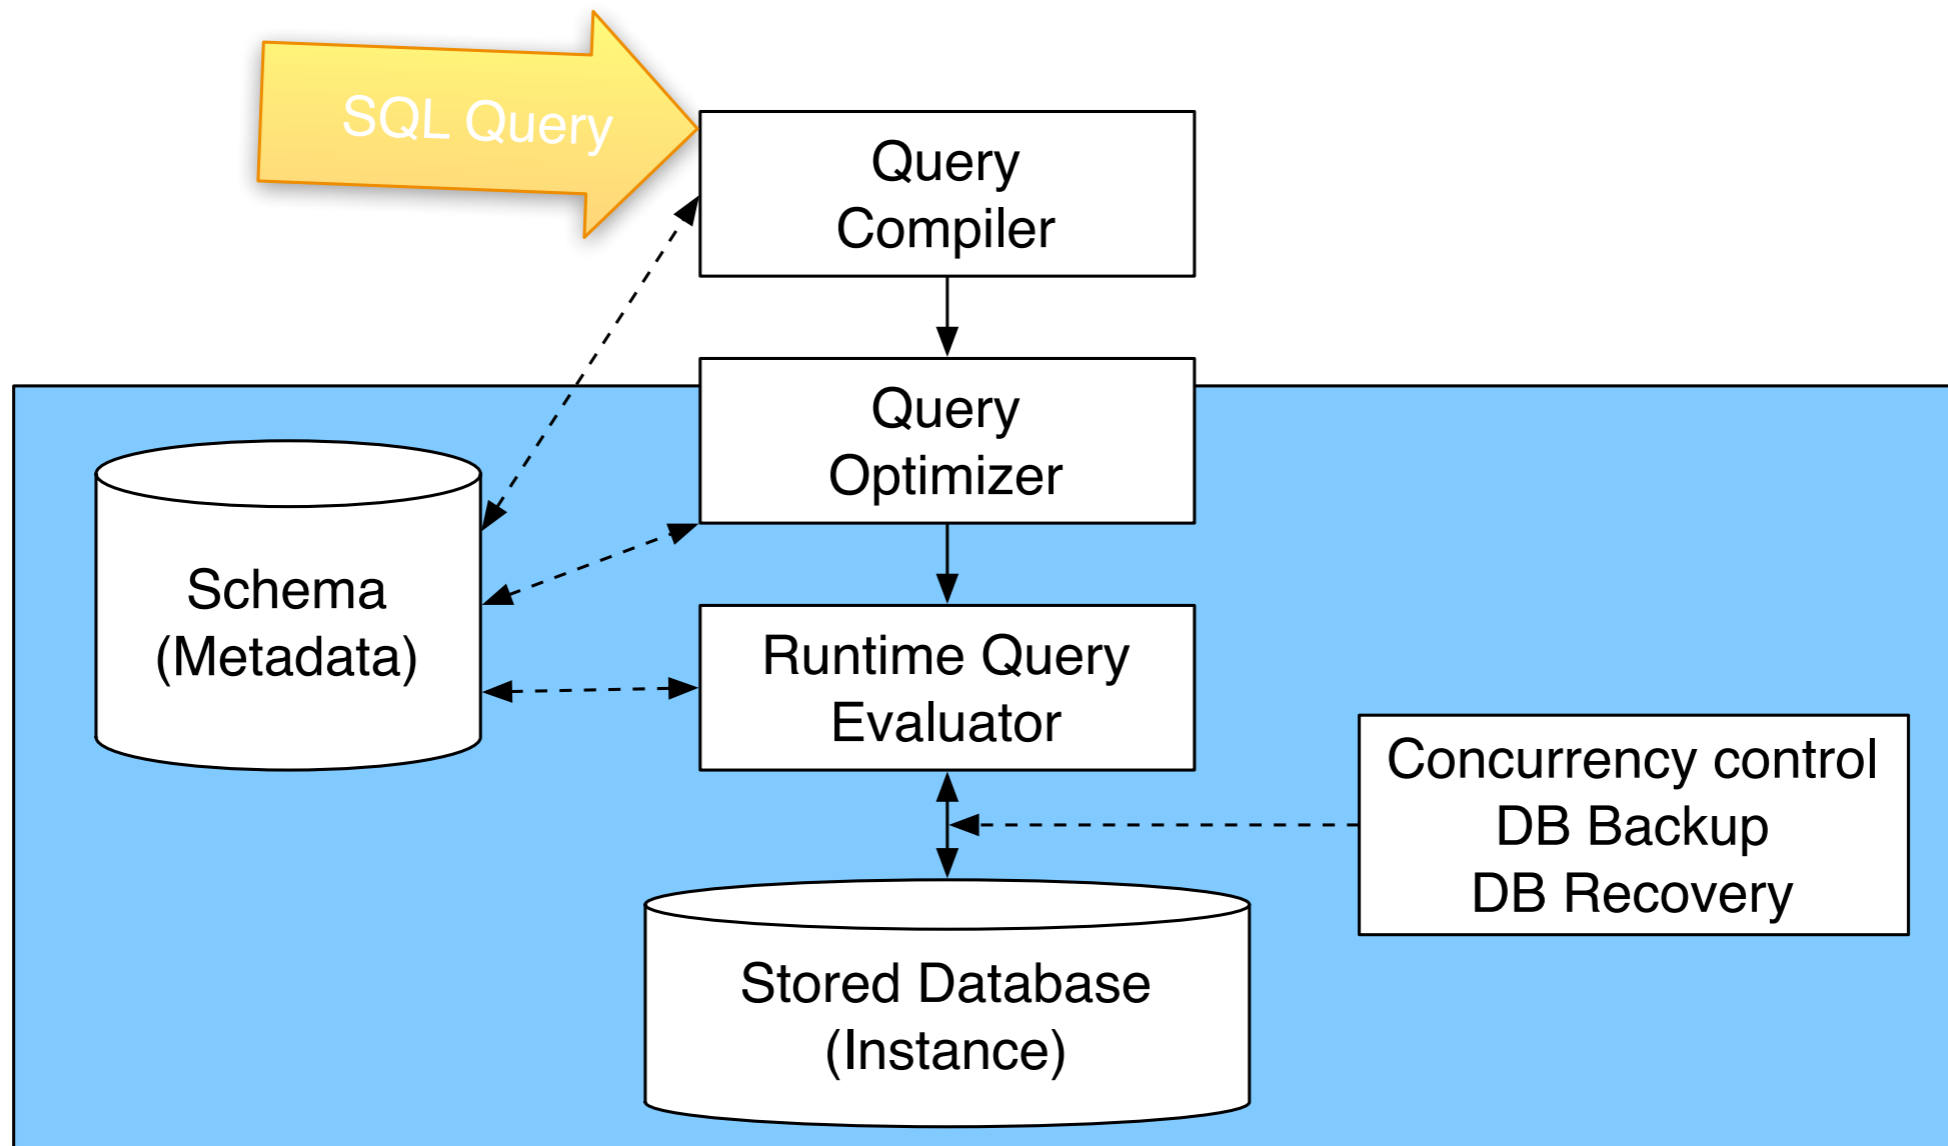 SQL Query
Query
Compiler
Query
Optimizer
Schema
(Metadata)
Runtime Query
Evaluator
Concurrency control
DB Backup
DB Recovery
Stored Database
(Instance)